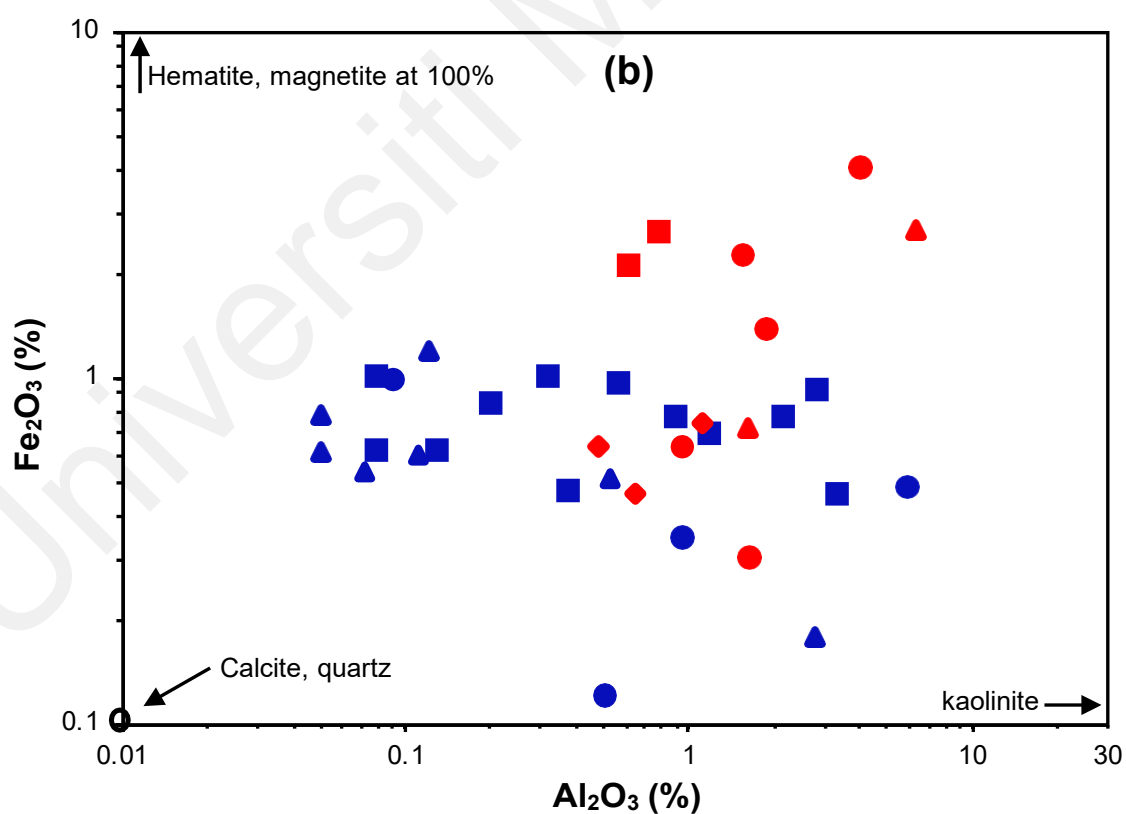 10
Hematite, magnetite at 100%
(b)
Fe₂O₃ (%)
1
Calcite, quartz
kaolinite
0.1
0.01
0.1
1
10
30
Al₂O₃ (%)
Universiti M